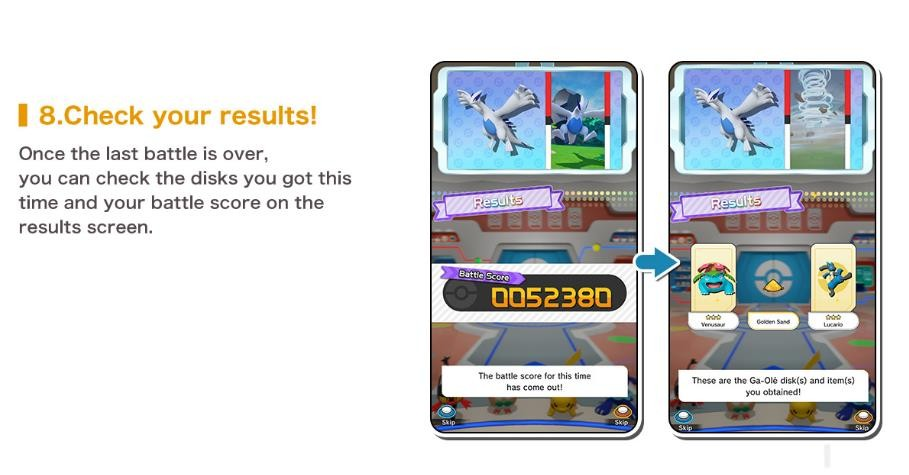 8.Check your results!
Once the last battle is over,
you can check the disks you got this
time and your battle score on the
results screen.
Results
Battle Score
0052380
The battle score for this time
has come out!
Skip
Skip
Results
☆☆☆
Venusaur
Golden Sand
☆☆☆
Lucario
These are the Ga-Olé disk(s) and item(s)
you obtained!
Skip
Skip